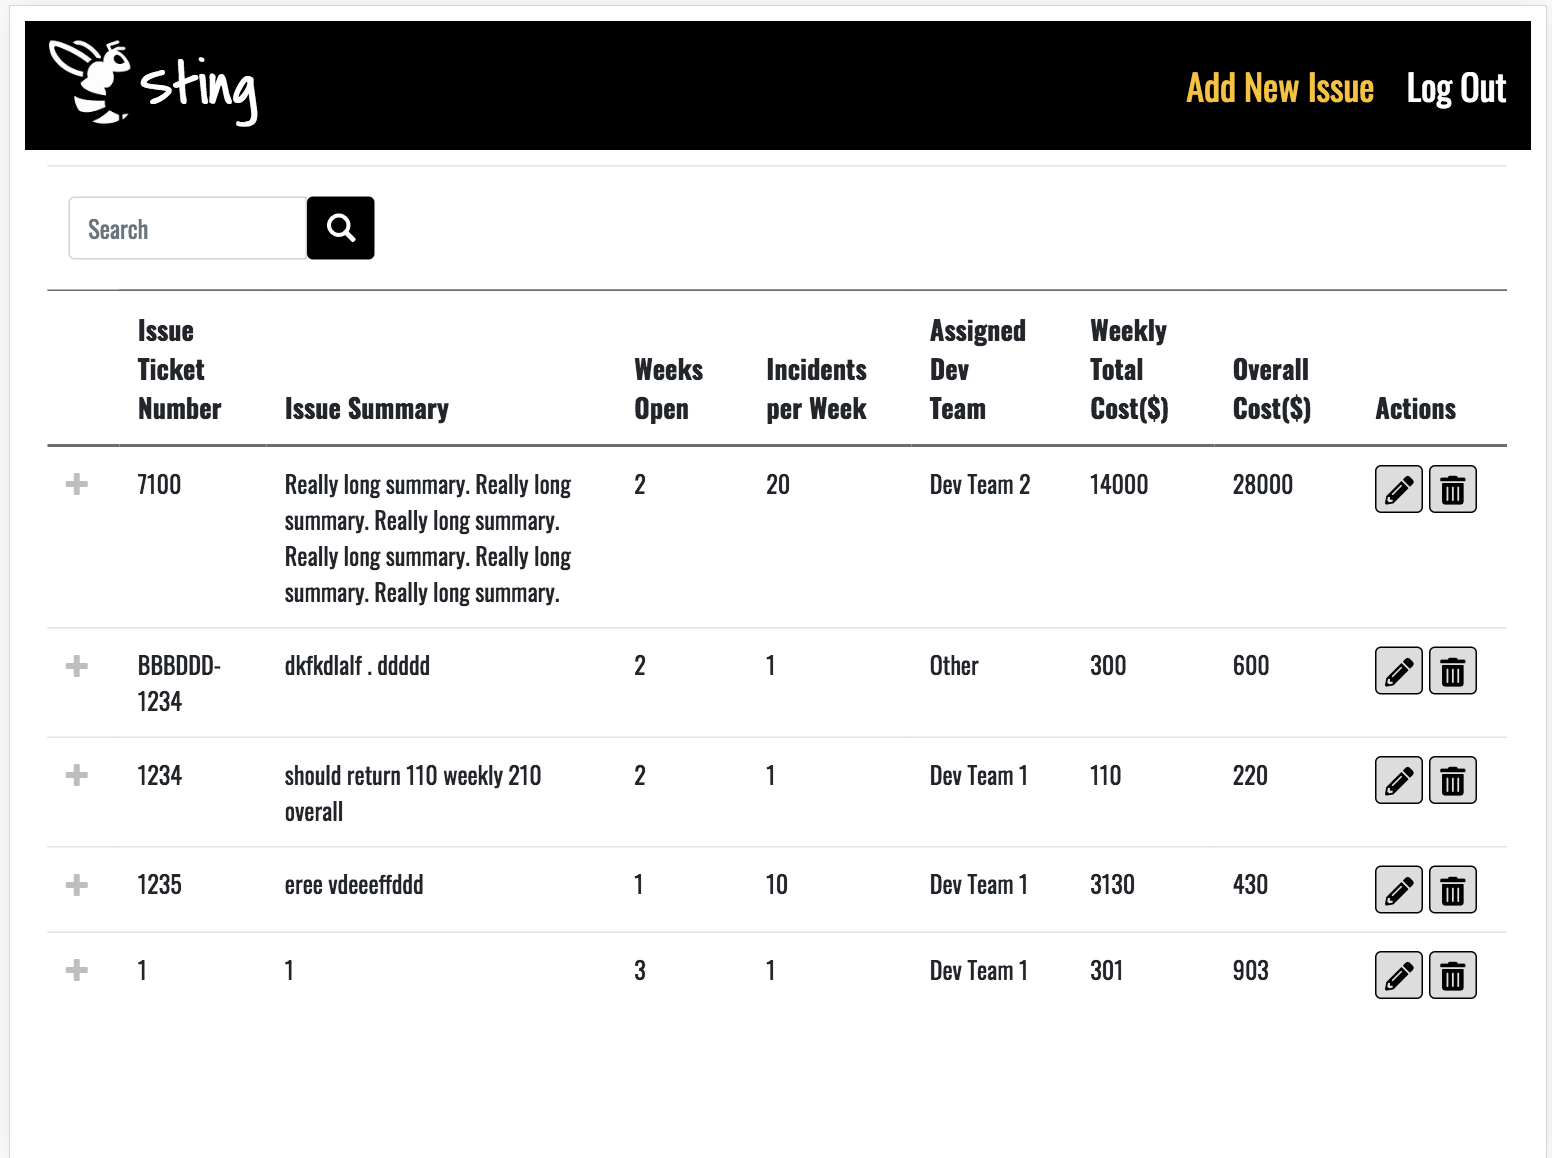 Sting
Add New Issue Log Out
Search
Issue Ticket Number
Issue Summary
Weeks Open
Incidents per Week
Assigned Dev Team
Weekly Total Cost($)
Overall Cost($)
Actions
7100
Really long summary. Really long
summary. Really long summary.
Really long summary. Really long
summary. Really long summary.
2
20
Dev Team 2
14000
28000
BBBDDD-
1234
dkfkdlalf . ddddd
2
1
Other
300
600
1234
should return 110 weekly 210
overall
2
1
Dev Team 1
110
220
1235
eree vdeeeffddd
1
10
Dev Team 1
3130
430
1
1
3
1
Dev Team 1
301
903